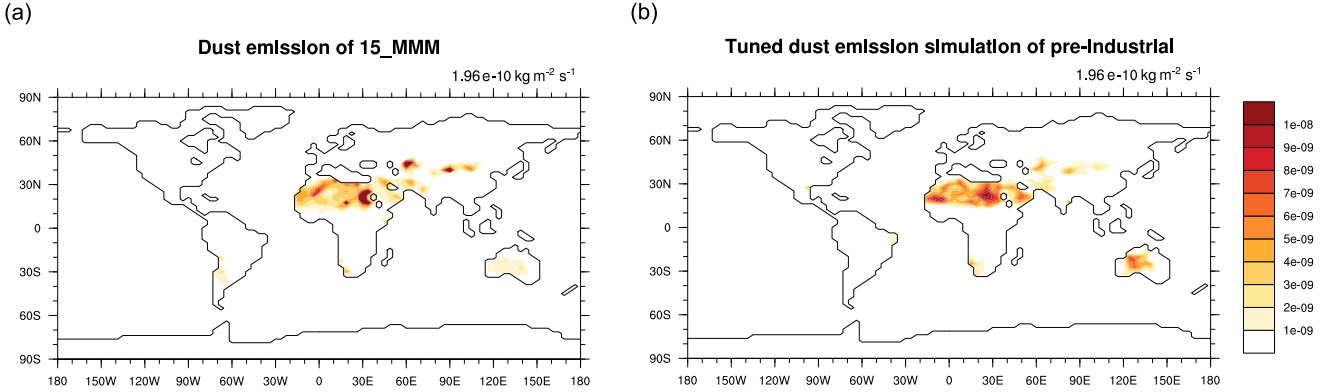 (a)
Dust emission of 15_MMM
1.96 e-10 kg m-2 s-1
90N
60N
30N
0
30S
60S
90S
180 150W 120W 90W 60W 30W 0E 30E 60E 90E 120E 150E 180
(b)
Tuned dust emission simulation of pre-industrial
1.96 e-10 kg m-2 s-1
90N
60N
30N
0
30S
60S
90S
180 150W 120W 90W 60W 30W 0E 30E 60E 90E 120E 150E 180
1e-08
9e-09
8e-09
7e-09
6e-09
5e-09
4e-09
3e-09
2e-09
1e-09